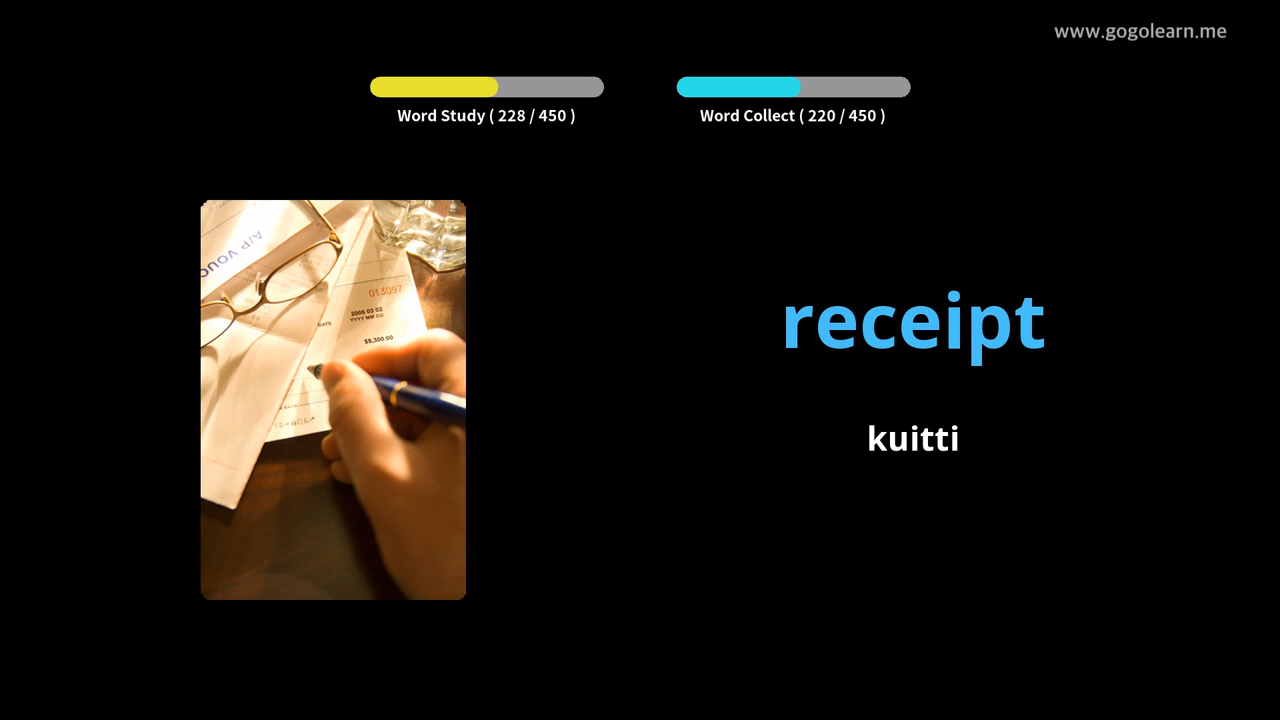 www.gogolearn.me
Word Study ( 228 / 450 )
Word Collect ( 220 / 450 )
A/P VOUC
013097
DATE
2006 03 02
YYYY MM DD
$5,300.00
receipt
kuitti